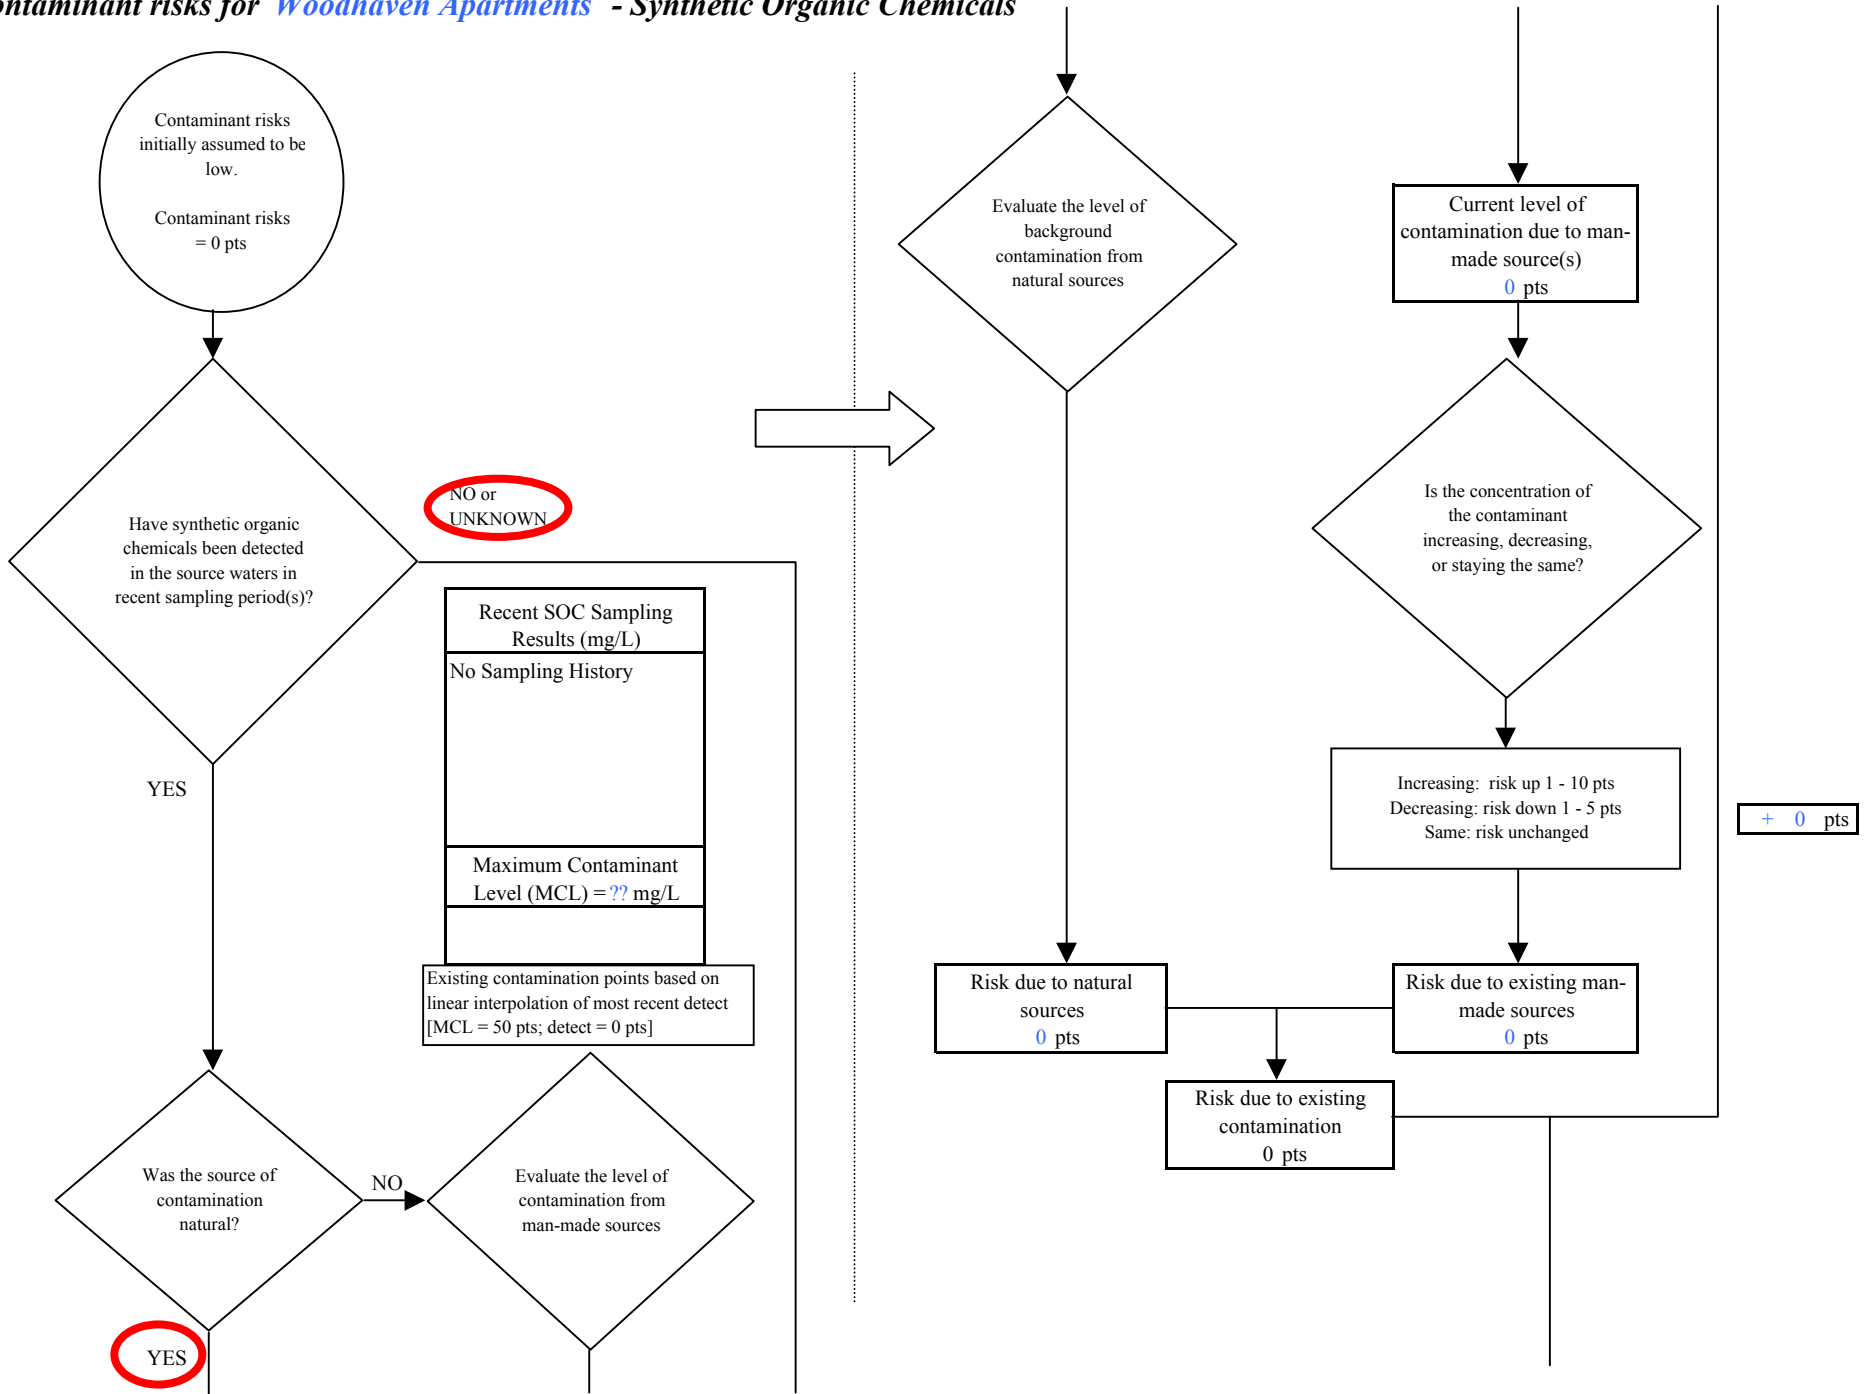 ontaminant risks for Woodhaven Apartments - Synthetic Organic Chemicals
Contaminant risks
initially assumed to be
low.
Contaminant risks
= 0 pts
Have synthetic organic
chemicals been detected
in the source waters in
recent sampling period(s)?
NO or
UNKNOWN
YES
Recent SOC Sampling
Results (mg/L)
No Sampling History
Maximum Contaminant
Level (MCL) = ?? mg/L
Existing contamination points based on
linear interpolation of most recent detect
[MCL = 50 pts; detect = 0 pts]
Was the source of
contamination
natural?
NO
YES
Evaluate the level of
contamination from
man-made sources
Evaluate the level of
background
contamination from
natural sources
Current level of
contamination due to man-
made source(s)
0 pts
Is the concentration of
the contaminant
increasing, decreasing,
or staying the same?
Increasing: risk up 1 - 10 pts
Decreasing: risk down 1 - 5 pts
Same: risk unchanged
+ 0 pts
Risk due to natural
sources
0 pts
Risk due to existing man-
made sources
0 pts
Risk due to existing
contamination
0 pts